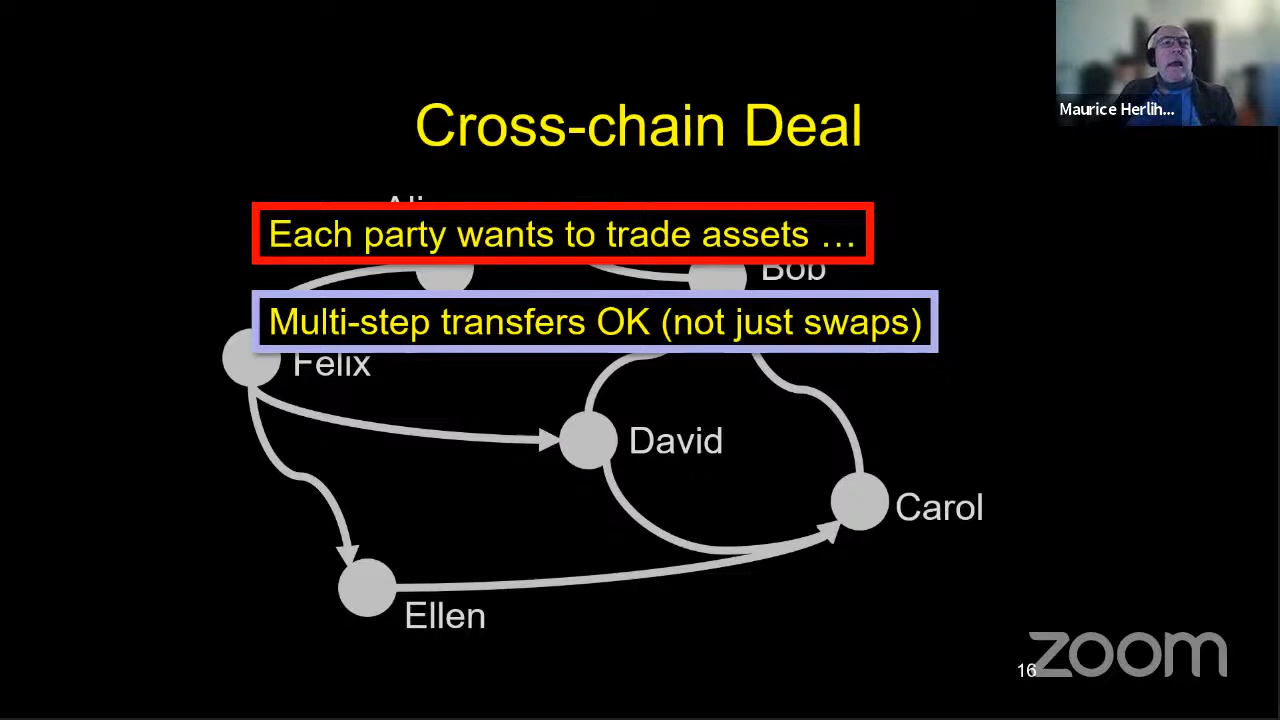 Maurice Herlih...
Cross-chain Deal
Each party wants to trade assets …
Bob
Multi-step transfers OK (not just swaps)
Felix
David
Carol
Ellen
16
zoom